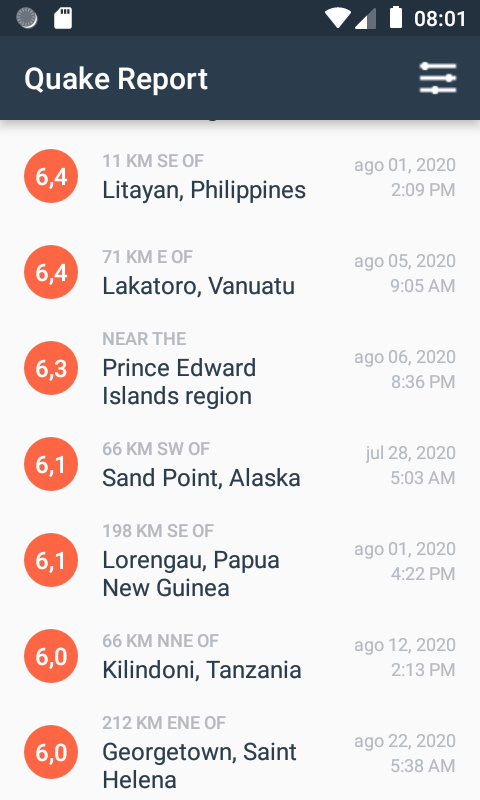 08:01
Quake Report
6,4
11 KM SE OF
Litayan, Philippines
ago 01, 2020
2:09 PM
6,4
71 KM E OF
Lakatoro, Vanuatu
ago 05, 2020
9:05 AM
6,3
NEAR THE
Prince Edward
Islands region
ago 06, 2020
8:36 PM
6,1
66 KM SW OF
Sand Point, Alaska
jul 28, 2020
5:03 AM
6,1
198 KM SE OF
Lorengau, Papua
New Guinea
ago 01, 2020
4:22 PM
6,0
66 KM NNE OF
Kilindoni, Tanzania
ago 12, 2020
2:13 PM
6,0
212 KM ENE OF
Georgetown, Saint
Helena
ago 22, 2020
5:38 AM